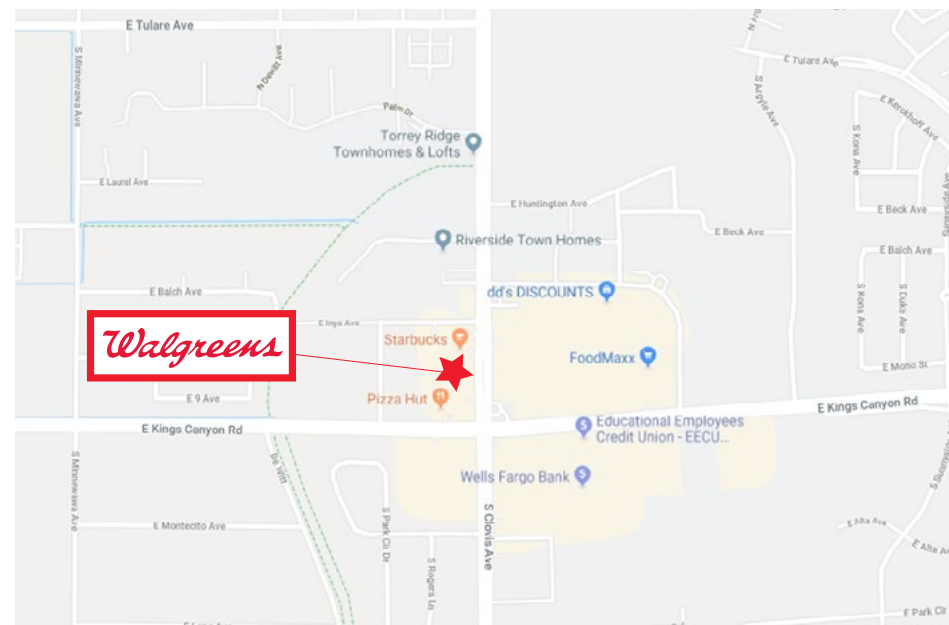 E Tulare Ave
S Minnewawa Ave
N Dewitt Ave
Palm Dr
Torrey Ridge
Townhomes & Lofts
E Laurel Ave
E Tulare Ave
S Argyle Ave
E Kerckhoff Ave
S Kona Ave
E Huntington Ave
E Beck Ave
E Beck Ave
Riverside Town Homes
E Balch Ave
E Balch Ave
dd's DISCOUNTS
S Kona Ave
S Duke Ave
E Inyo Ave
Walgreens
Starbucks
FoodMaxx
E Mono St
Pizza Hut
E 9 Ave
E Kings Canyon Rd
E Kings Canyon Rd
Educational Employees
Credit Union - EECU...
De Witt
Wells Fargo Bank
S Minnewawa Ave
S Park Cir Dr
S Clovis Ave
E Montecito Ave
E Alta Ave
E Alta Av
S Rogers Ln
E Park Cir